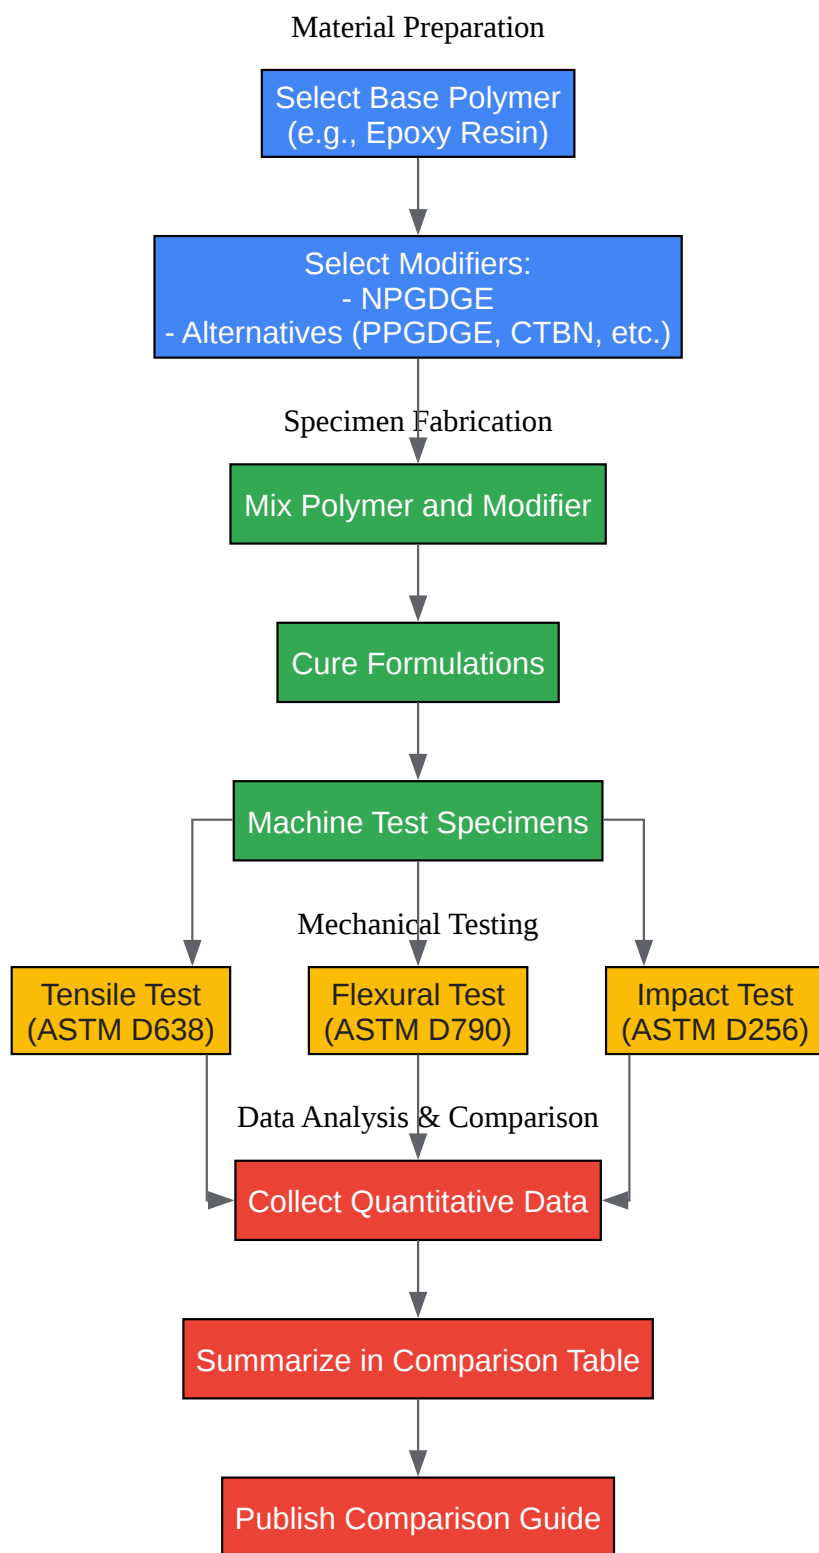 Material Preparation
Select Base Polymer
(e.g., Epoxy Resin)
Select Modifiers:
- NPGDGE
- Alternatives (PPGDGE, CTBN, etc.)
Specimen Fabrication
Mix Polymer and Modifier
Cure Formulations
Machine Test Specimens
Mechanical Testing
Tensile Test
(ASTM D638)
Flexural Test
(ASTM D790)
Impact Test
(ASTM D256)
Data Analysis & Comparison
Collect Quantitative Data
Summarize in Comparison Table
Publish Comparison Guide